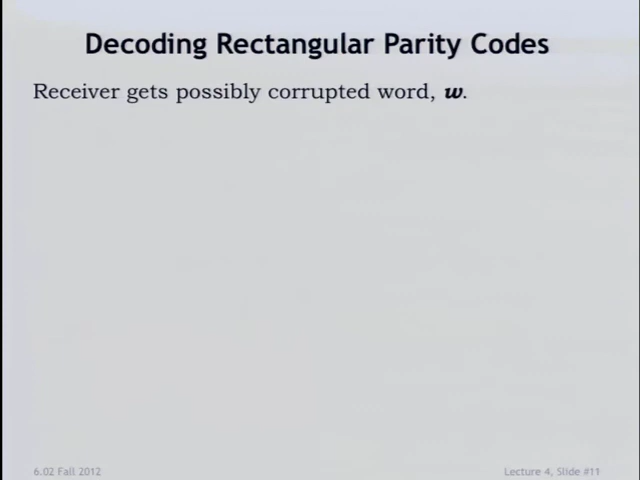 Decoding Rectangular Parity Codes
Receiver gets possibly corrupted word, w.
6.02 Fall 2012
Lecture 4, Slide #11